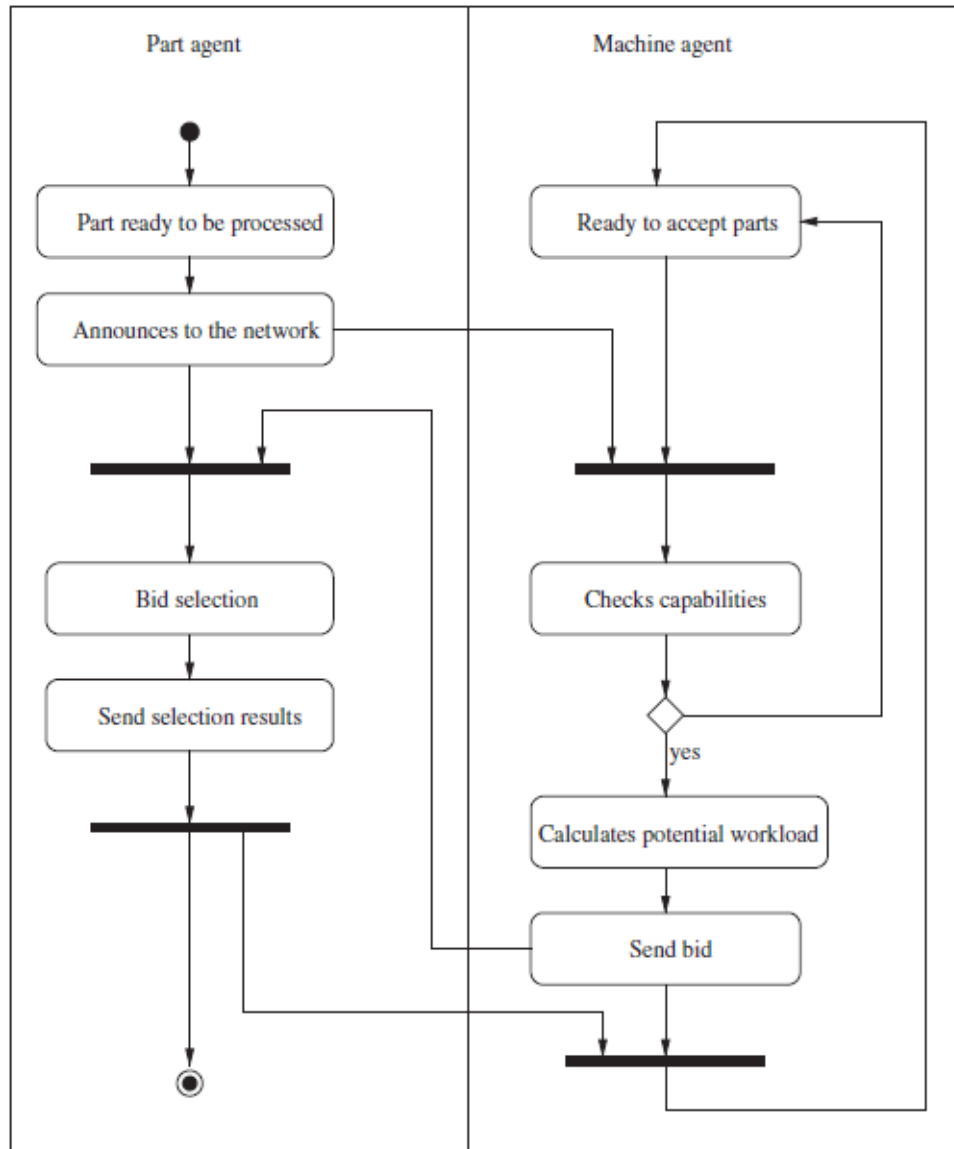 Part agent
Machine agent
Part ready to be processed
Ready to accept parts
Announces to the network
Bid selection
Checks capabilities
Send selection results
yes
Calculates potential workload
Send bid